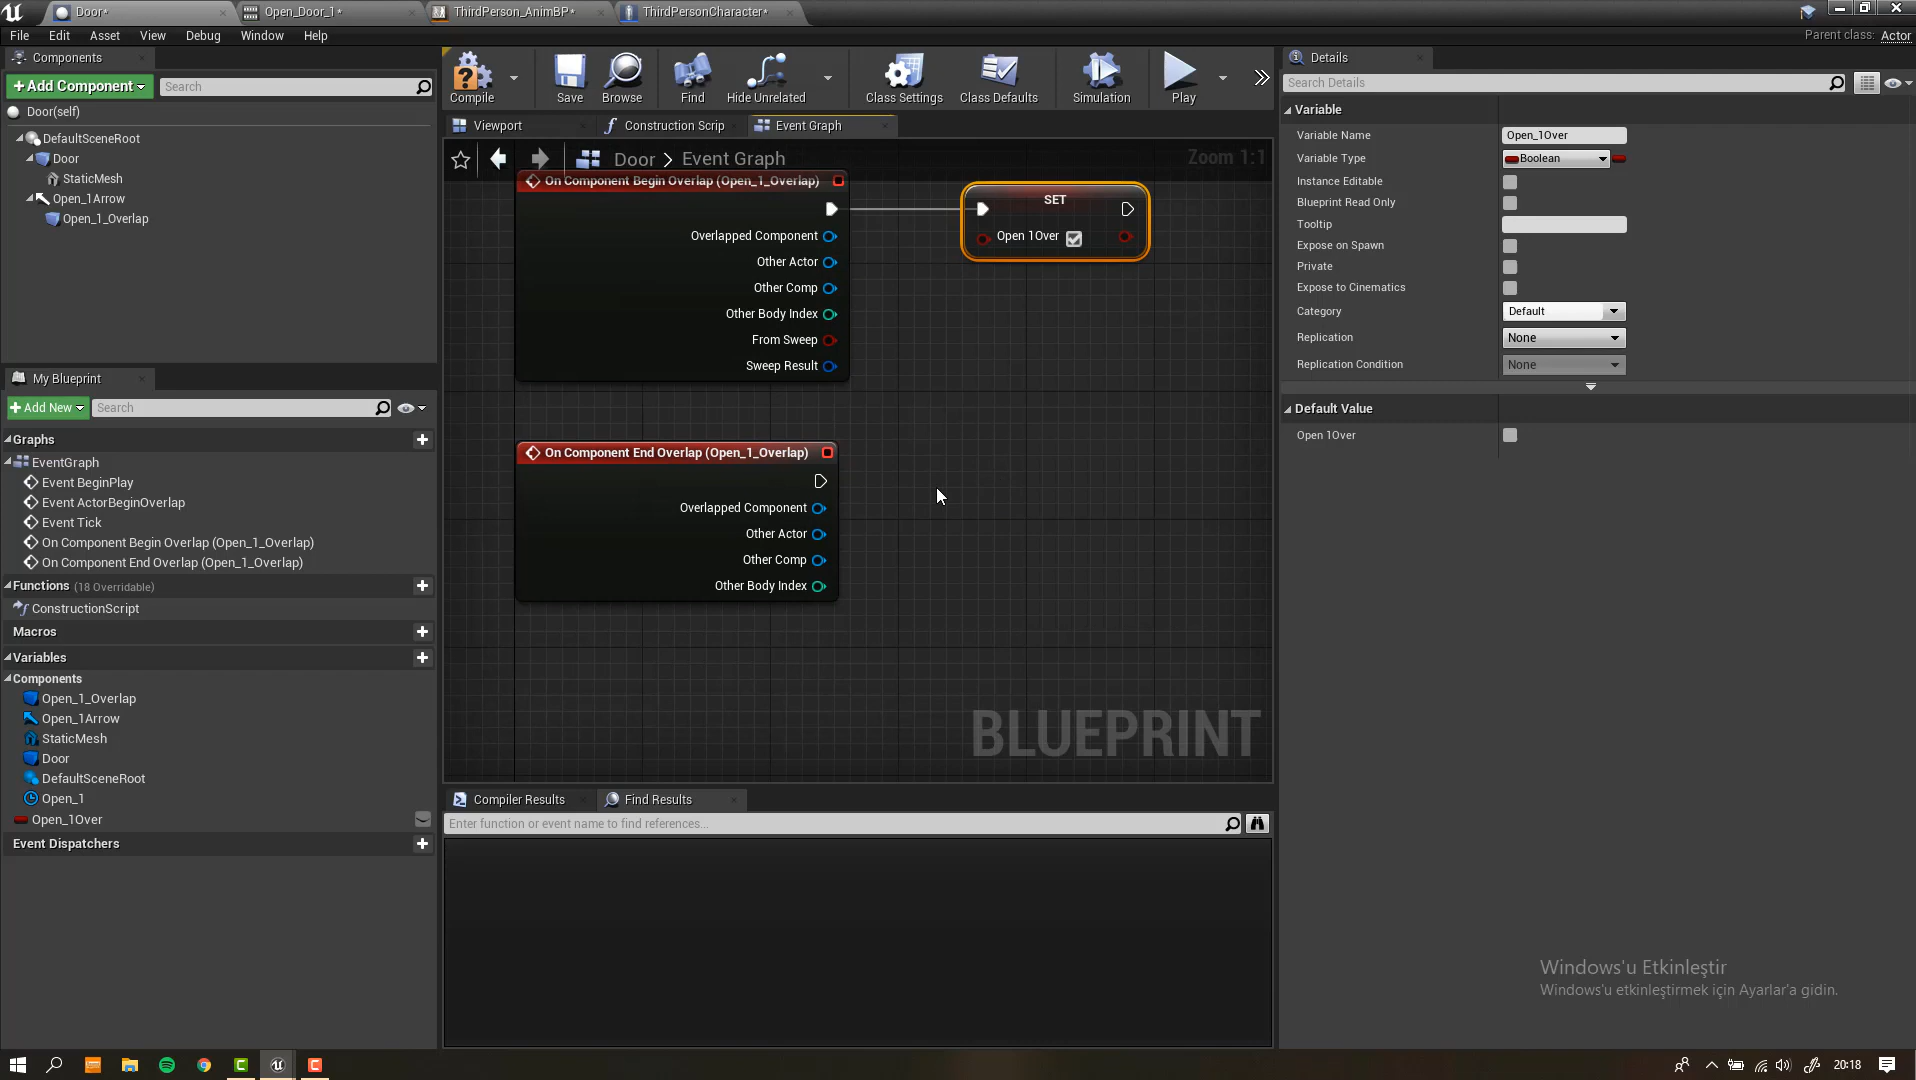 Door*
Open_Door_1*
ThirdPerson_AnimBP*
ThirdPersonCharacter*
File Edit Asset View Debug Window Help
Parent class: Actor
Components
+Add Component
Search
Door(self)
DefaultSceneRoot
Door
StaticMesh
Open_1Arrow
Open_1_Overlap
My Blueprint
+Add New
Search
Graphs
EventGraph
Event BeginPlay
Event ActorBeginOverlap
Event Tick
On Component Begin Overlap (Open_1_Overlap)
On Component End Overlap (Open_1_Overlap)
Functions (18 Overridable)
ConstructionScript
Macros
Variables
Components
Open_1_Overlap
Open_1Arrow
StaticMesh
Door
DefaultSceneRoot
Open_1
Open_1Over
Event Dispatchers
Compile
Save
Browse
Find
Hide Unrelated
Class Settings
Class Defaults
Simulation
Play
Viewport
Construction Scrip
Event Graph
Door > Event Graph
Zoom 1:1
On Component Begin Overlap (Open_1_Overlap)
Overlapped Component
Other Actor
Other Comp
Other Body Index
From Sweep
Sweep Result
SET
Open 1Over
On Component End Overlap (Open_1_Overlap)
Overlapped Component
Other Actor
Other Comp
Other Body Index
BLUEPRINT
Compiler Results
Find Results
Enter function or event name to find references...
Details
Search Details
Variable
Variable Name Open_1Over
Variable Type Boolean
Instance Editable
Blueprint Read Only
Tooltip
Expose on Spawn
Private
Expose to Cinematics
Category Default
Replication None
Replication Condition None
Default Value
Open 1Over
Windows'u Etkinleştir
Windows'u etkinleştirmek için Ayarlar'a gidin.
20:18